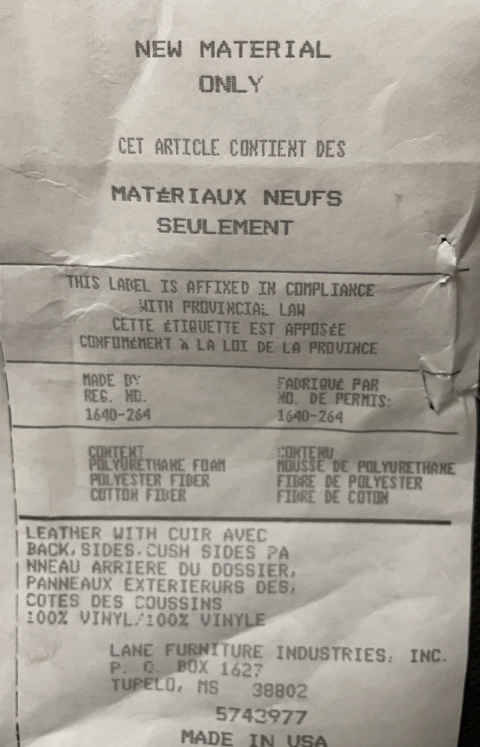 NEW MATERIAL
ONLY
CET ARTICLE CONTIENT DES
MATÉRIAUX NEUFS
SEULEMENT
THIS LABEL IS AFFIXED IN COMPLIANCE
WITH PROVINCIAL LAW
CETTE ÉTIQUETTE EST APPOSÉE
CONFOMÉMENT À LA LOI DE LA PROVINCE
MADE BY FABRIQUÉ PAR
REG. NO. NO. DE PERMIS:
1640-264 1640-264
CONTENT CONTENU
POLYURETHANE FOAM MOUSSE DE POLYURETHANE
POLYESTER FIBER FIBRE DE POLYESTER
COTTON FIBER FIBRE DE COTON
LEATHER WITH CUIR AVEC
BACK, SIDES, CUSH SIDES PA
NNEAU ARRIERE DU DOSSIER,
PANNEAUX EXTERIERURS DES,
COTES DES COUSSINS
100% VINYL/100% VINYLE
LANE FURNITURE INDUSTRIES, INC.
P. O. BOX 1627
TUPELO, MS 38802
5743977
MADE IN USA